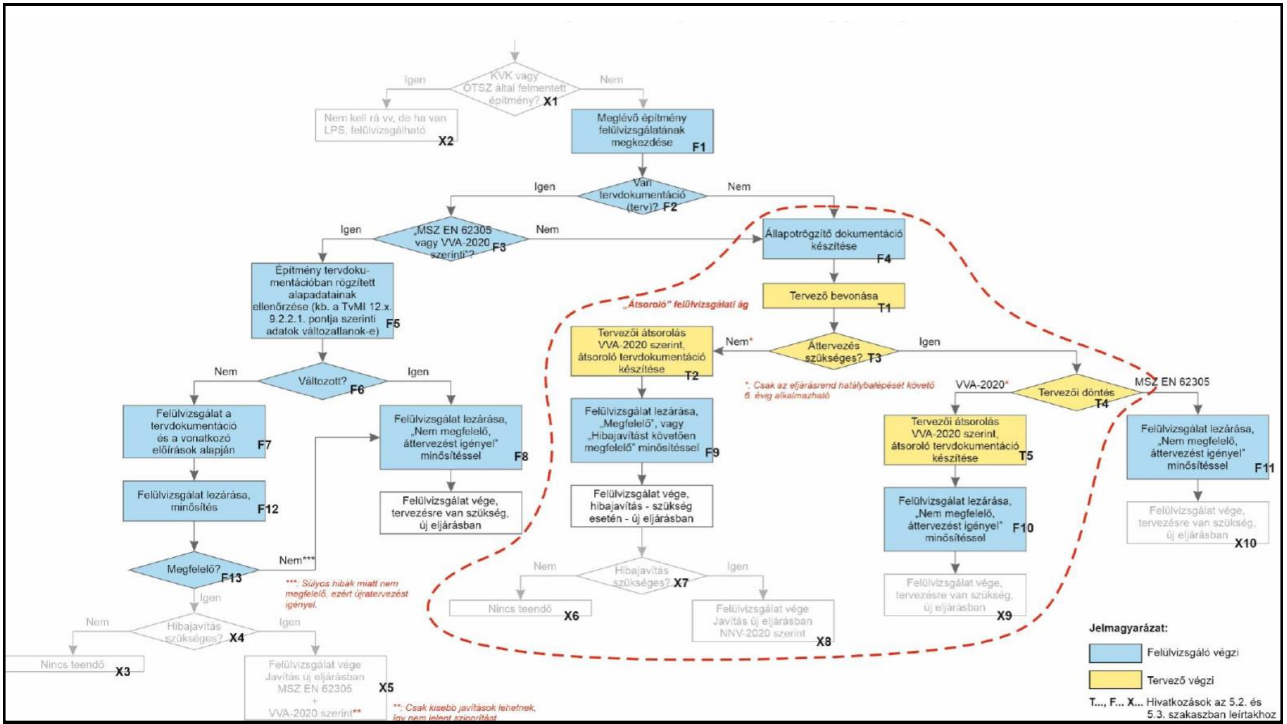 KVK vagy
OTSZ által felmentett
építmény?
X1
Igen
Nem
Nem kell rá vv, de ha van
LPS, felülvizsgálható
X2
Meglévő építmény
felülvizsgálatának
megkezdése
F1
Van
tervdokumentáció
(terv)?
F2
Igen
Nem
„MSZ EN 62305
vagy VVA-2020
szerinti"?
F3
Igen
Nem
Állapotrögzítő dokumentáció
készítése
F4
Építmény tervdoku-
mentációban rögzített
alapadatainak
ellenőrzése (kb. a TvMI 12.x.
9.2.2.1. pontja szerinti
adatok változatlanok-e)
F5
„Átsoroló" felülvizsgálati ág
Tervező bevonása
T1
Áttervezés
szükséges?
T3
Nem*
Igen
Tervezői átsorolás
VVA-2020 szerint,
átsoroló tervdokumentáció
készítése
T2
*: Csak az eljárásrend hatálybalépését követő
6. évig alkalmazható
Változott?
F6
Nem
Igen
VVA-2020*
Tervezői döntés
T4
MSZ EN 62305
Felülvizsgálat a
tervdokumentáció
és a vonatkozó
előírások alapján
F7
Felülvizsgálat lezárása,
„Nem megfelelő,
áttervezést igényel"
minősítéssel
F8
Felülvizsgálat lezárása,
„Megfelelő", vagy
„Hibajavítást követően
megfelelő" minősítéssel
F9
Tervezői átsorolás
VVA-2020 szerint,
átsoroló tervdokumentáció
készítése
T5
Felülvizsgálat lezárása,
„Nem megfelelő,
áttervezést igényel"
minősítéssel
F11
Felülvizsgálat lezárása,
minősítés
F12
Felülvizsgálat vége,
tervezésre van szükség,
új eljárásban
Felülvizsgálat vége,
hibajavítás - szükség
esetén - új eljárásban
Felülvizsgálat lezárása,
„Nem megfelelő,
áttervezést igényel"
minősítéssel
F10
Felülvizsgálat vége,
tervezésre van szükség,
új eljárásban
X10
Megfelelő?
F13
Nem***
Igen
***: Súlyos hibák miatt nem
megfelelő, ezért újratervezést
igényel.
Hibajavítás
szükséges?
X7
Nem
Igen
Nincs teendő
X6
Felülvizsgálat vége
Javítás új eljárásban
NNV-2020 szerint
X8
Felülvizsgálat vége,
tervezésre van szükség,
új eljárásban
X9
Hibajavítás
szükséges?
X4
Nem
Igen
Nincs teendő
X3
Felülvizsgálat vége
Javítás új eljárásban
MSZ EN 62305
+
VVA-2020 szerint**
X5
**: Csak kisebb javítások lehetnek,
így nem jelent szigorítást
Jelmagyarázat:
Felülvizsgáló végzi
Tervező végzi
T..., F... X... Hivatkozások az 5.2. és
5.3. szakaszban leírtakhoz